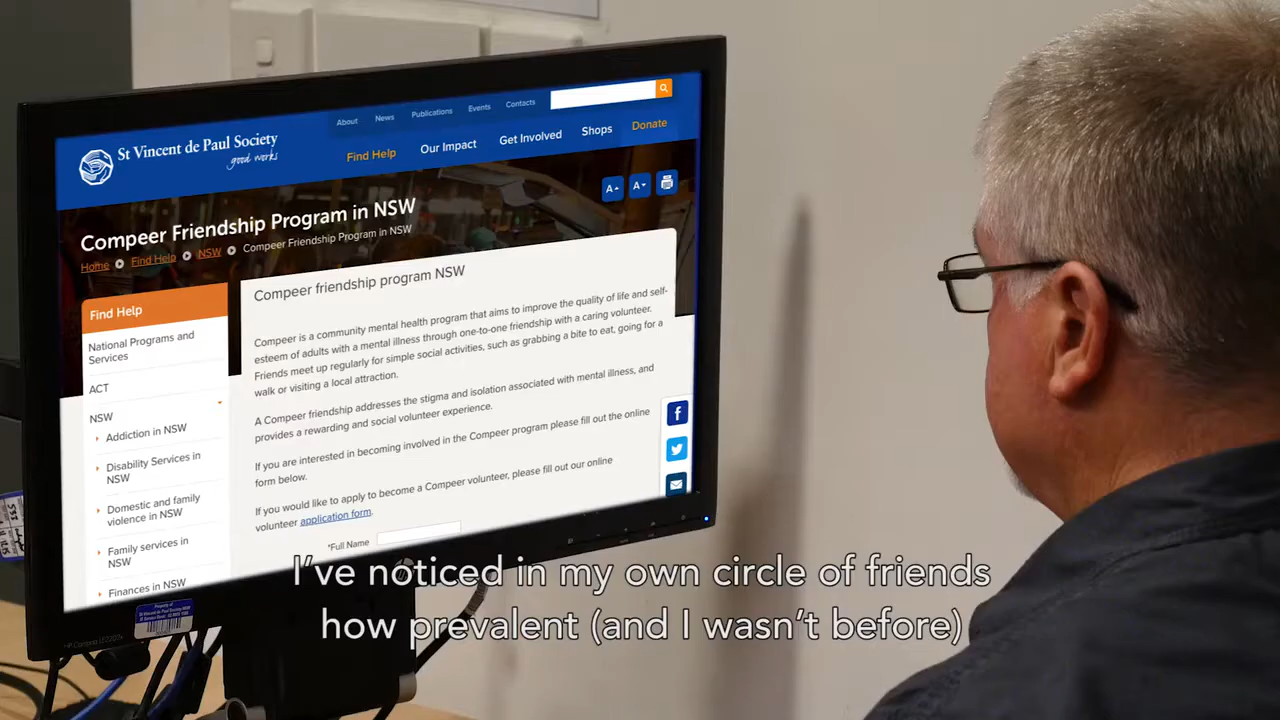 About News Publications Events Contacts
St Vincent de Paul Society
good works
Find Help Our Impact Get Involved Shops Donate
A A
Compeer Friendship Program in NSW
Home Find Help NSW Compeer Friendship Program in NSW
Find Help
National Programs and
Services
ACT
NSW
Addiction in NSW
Disability Services in
NSW
Domestic and family
violence in NSW
Family services in
NSW
Finances in NSW
Compeer friendship program NSW
Compeer is a community mental health program that aims to improve the quality of life and self-
esteem of adults with a mental illness through one-to-one friendship with a caring volunteer.
Friends meet up regularly for simple social activities, such as grabbing a bite to eat, going for a
walk or visiting a local attraction.
A Compeer friendship addresses the stigma and isolation associated with mental illness, and
provides a rewarding and social volunteer experience.
If you are interested in becoming involved in the Compeer program please fill out the online
form below.
If you would like to apply to become a Compeer volunteer, please fill out our online
volunteer application form.
*Full Name
I've noticed in my own circle of friends
how prevalent (and I wasn't before)
Property of
St Vincent de Paul Society NSW